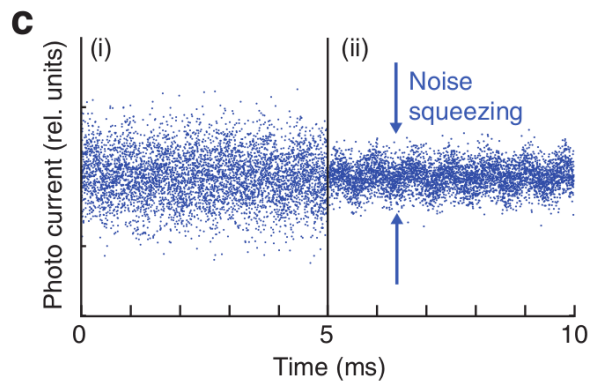 c
(i)
(ii)
Noise
squeezing
Photo current (rel. units)
0
5
10
Time (ms)